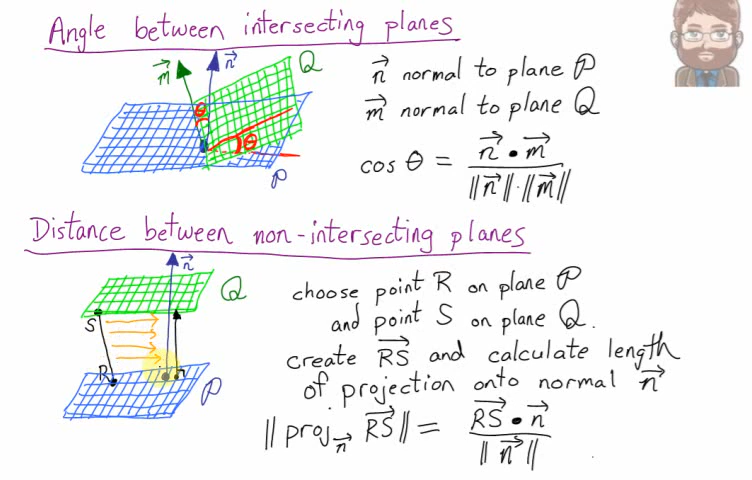 Angle between intersecting planes
m⃗ n⃗ Q
θ
θ
P
n⃗ normal to plane P
m⃗ normal to plane Q
cos θ = n⃗ • m⃗ / ‖n⃗‖·‖m⃗‖
Distance between non-intersecting planes
n⃗
Q
S
R
P
choose point R on plane P
and point S on plane Q.
create RS⃗ and calculate length
of projection onto normal n⃗
‖proj n⃗ RS⃗‖ = RS⃗ • n⃗ / ‖n⃗‖